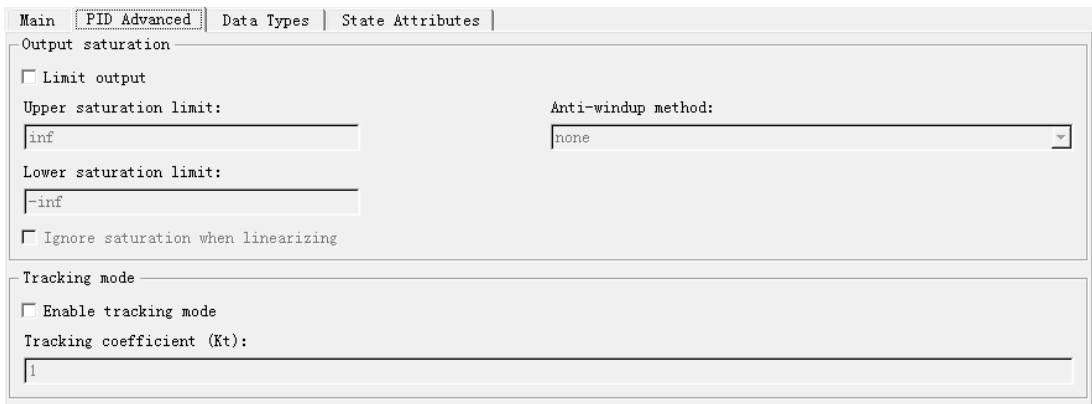 Main PID Advanced Data Types State Attributes
Output saturation
Limit output
Upper saturation limit: Anti-windup method:
inf none
Lower saturation limit:
-inf
Ignore saturation when linearizing
Tracking mode
Enable tracking mode
Tracking coefficient (Kt):
1